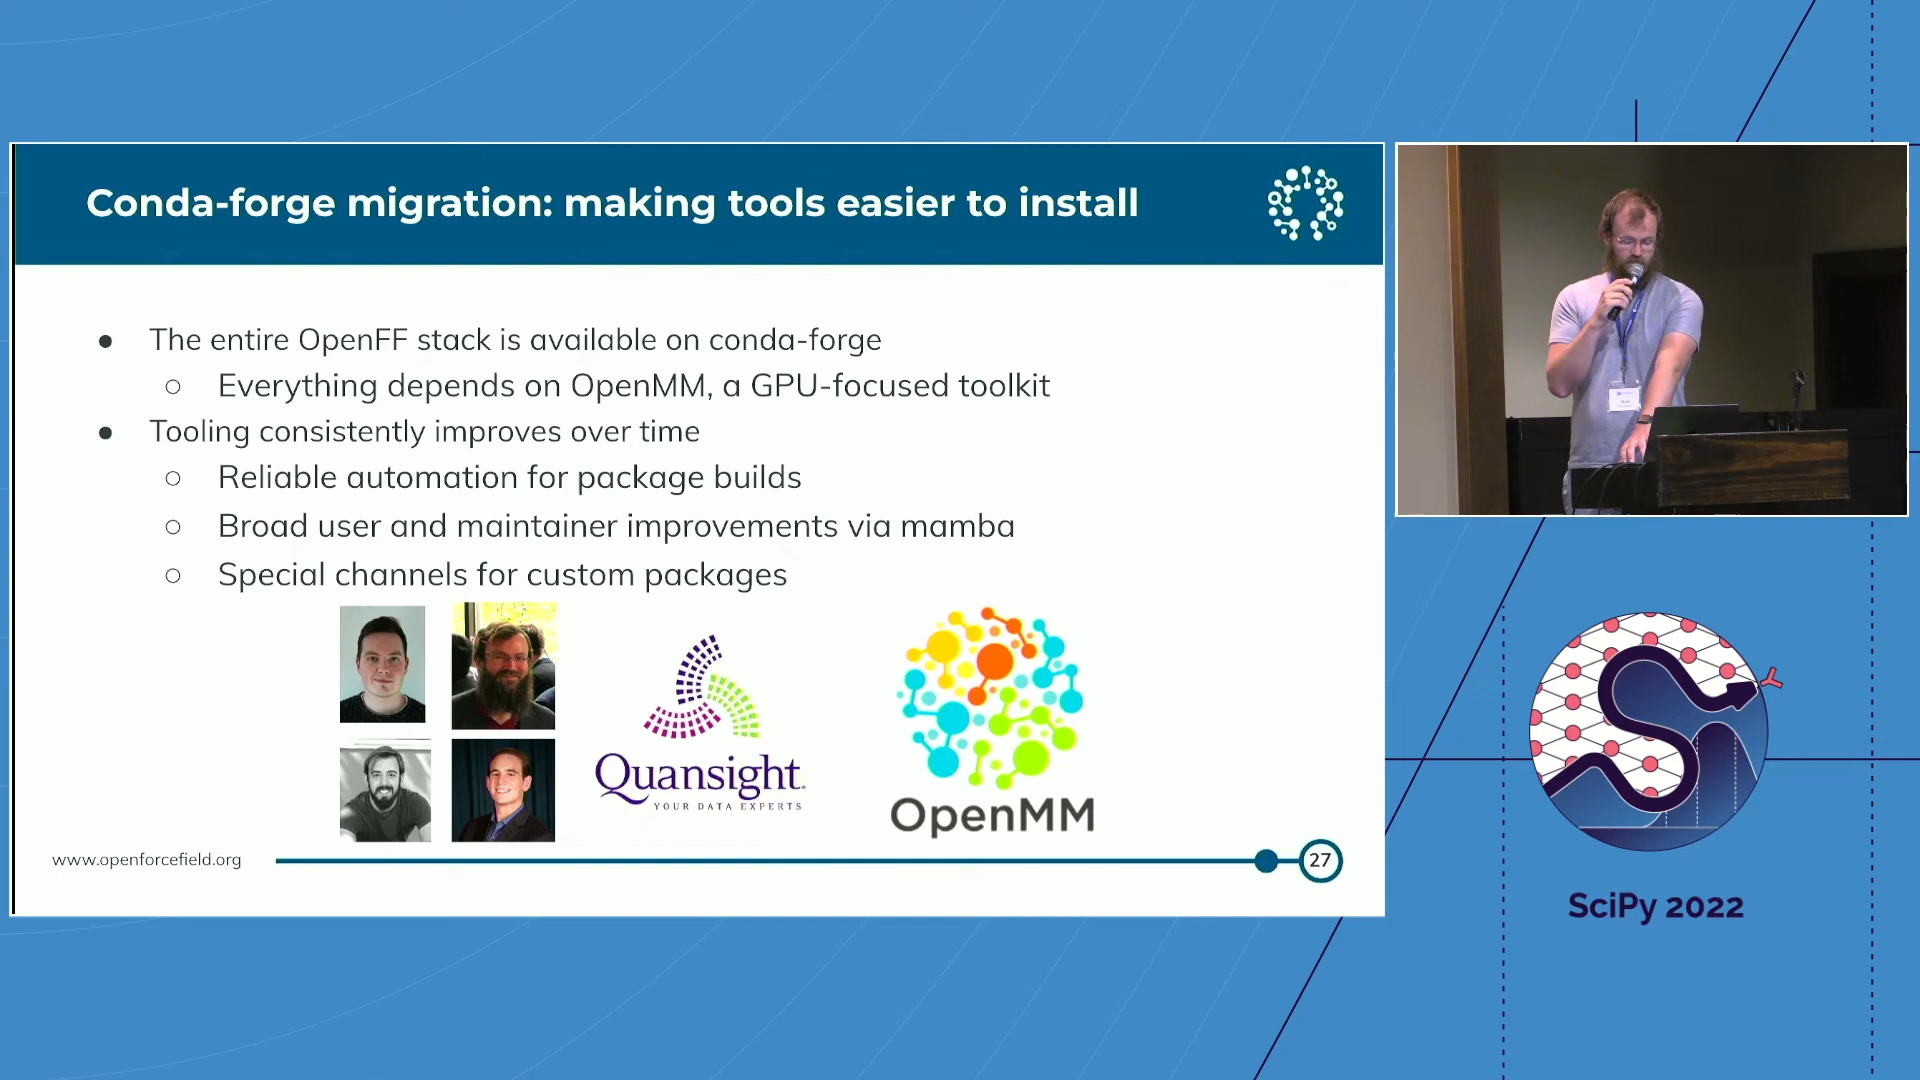 Conda-forge migration: making tools easier to install
● The entire OpenFF stack is available on conda-forge
○ Everything depends on OpenMM, a GPU-focused toolkit
● Tooling consistently improves over time
○ Reliable automation for package builds
○ Broad user and maintainer improvements via mamba
○ Special channels for custom packages
Quansight
YOUR DATA EXPERTS
OpenMM
www.openforcefield.org
27
SciPy 2022